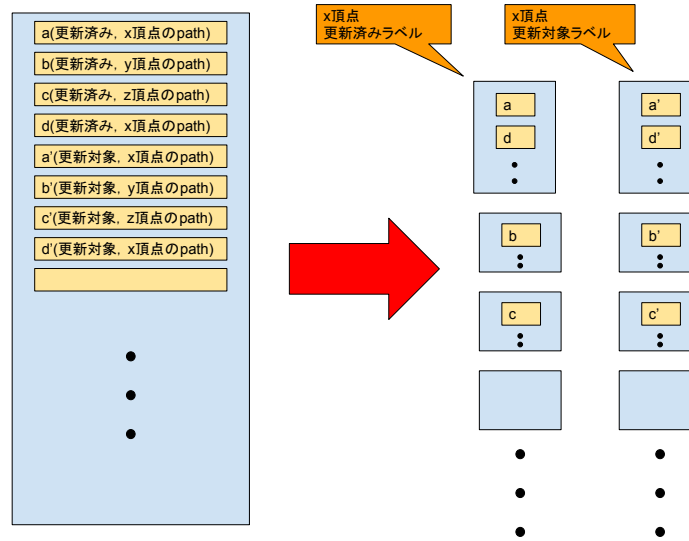 a(更新済み, x頂点のpath)
b(更新済み, y頂点のpath)
c(更新済み, z頂点のpath)
d(更新済み, x頂点のpath)
a'(更新対象, x頂点のpath)
b'(更新対象, y頂点のpath)
c'(更新対象, z頂点のpath)
d'(更新対象, x頂点のpath)
x頂点
更新済みラベル
x頂点
更新対象ラベル
a
d
a'
d'
b
b'
c
c'